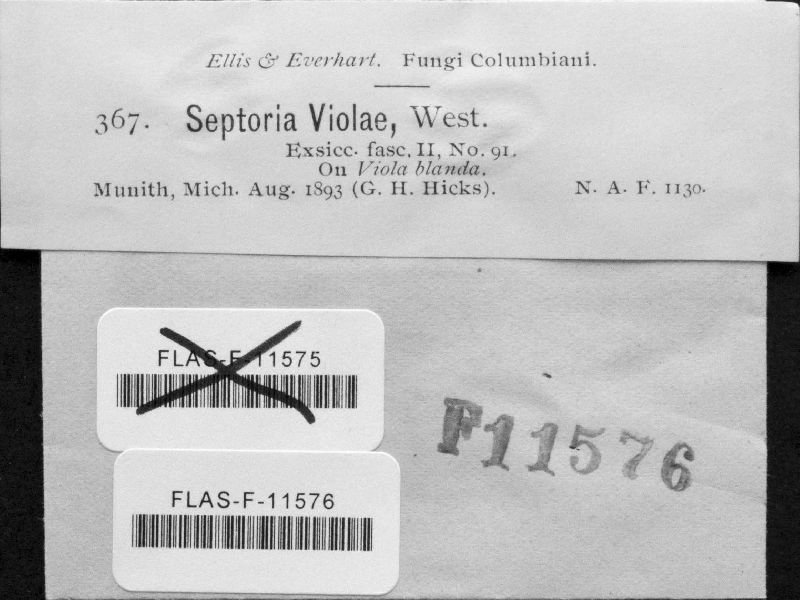 Ellis & Everhart. Fungi Columbiani.
367. Septoria Violae, West.
Exsicc. fasc. II, No. 91.
On Viola blanda.
Munith, Mich. Aug. 1893 (G. H. Hicks). N. A. F. 1130.
FLAS-F-11575
F11576
FLAS-F-11576